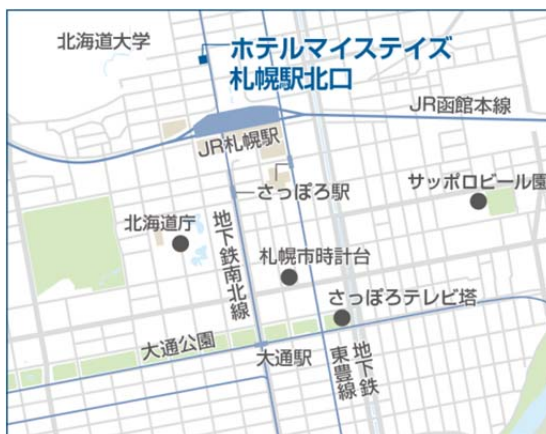 北海道大学
ホテルマイステイズ
札幌駅北口
JR函館本線
JR札幌駅
さっぽろ駅
サッポロビール園
北海道庁
地下鉄南北線
札幌市時計台
さっぽろテレビ塔
大通公園
大通駅
地下鉄
東豊線